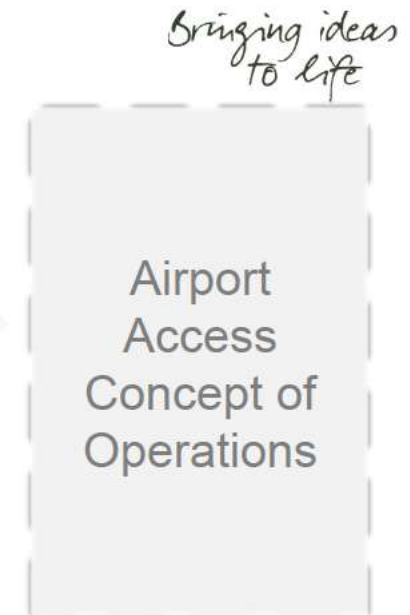 Bringing ideas
to life
Airport
Access
Concept of
Operations